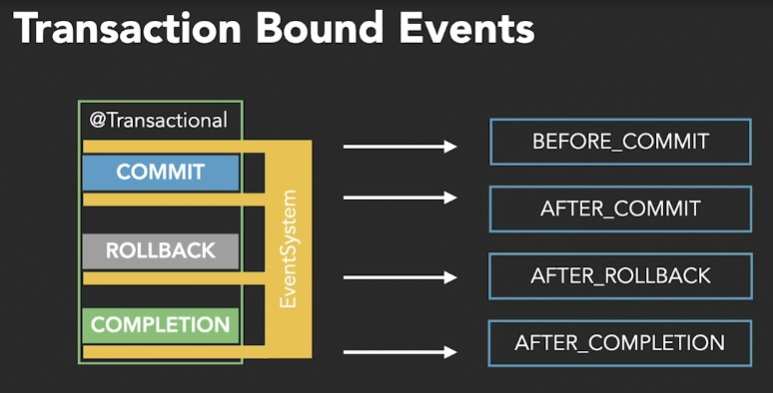 Transaction Bound Events
@Transactional
COMMIT
ROLLBACK
COMPLETION
EventSystem
BEFORE_COMMIT
AFTER_COMMIT
AFTER_ROLLBACK
AFTER_COMPLETION